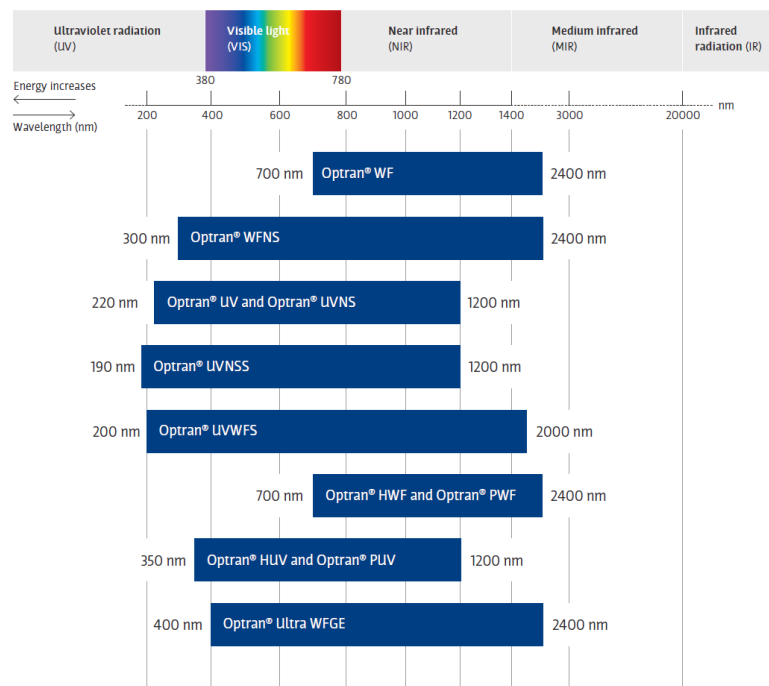 Ultraviolet radiation
(UV)
Visible light
(VIS)
Near infrared
(NIR)
Medium infrared
(MIR)
Infrared
radiation (IR)
380
780
Energy increases
Wavelength (nm)
nm
200
400
600
800
1000
1200
1400
3000
20000
700 nm
Optran® WF
2400 nm
300 nm
Optran® WFNS
2400 nm
220 nm
Optran® UV and Optran® UVNS
1200 nm
190 nm
Optran® UVNSS
1200 nm
200 nm
Optran® UVWFS
2000 nm
700 nm
Optran® HWF and Optran® PWF
2400 nm
350 nm
Optran® HUV and Optran® PUV
1200 nm
400 nm
Optran® Ultra WFGE
2400 nm